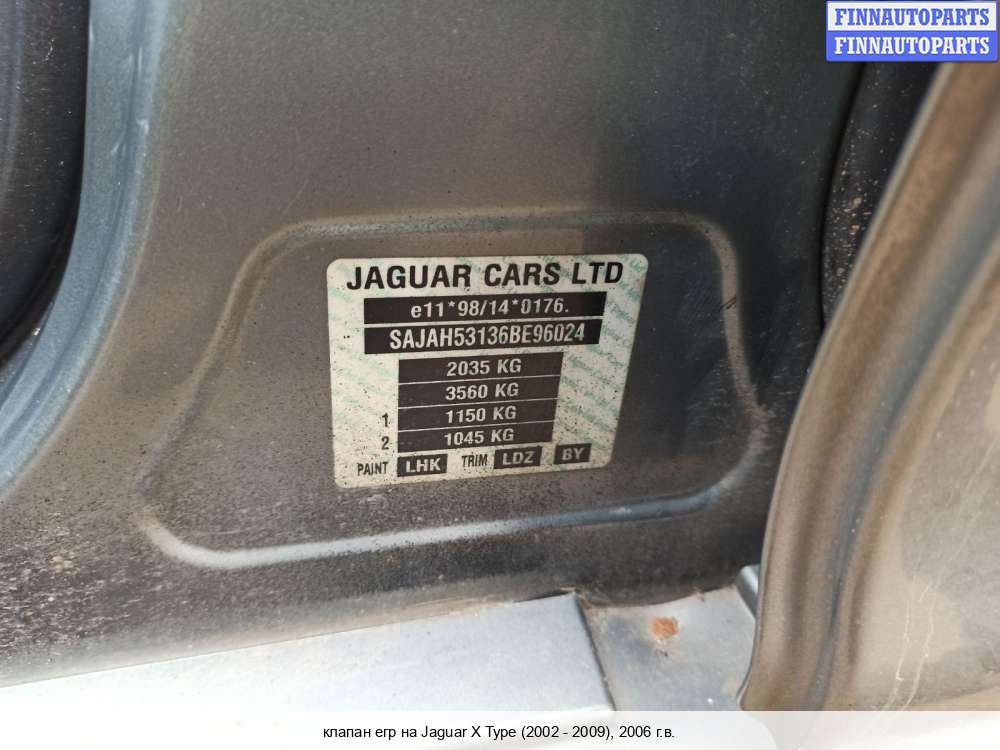 FINNAUTOPARTS
FINNAUTOPARTS
JAGUAR CARS LTD
e11*98/14*0176.
SAJAH53136BE96024
2035 KG
3560 KG
1 1150 KG
2 1045 KG
PAINT LHK TRIM LDZ BY
клапан егр на Jaguar X Type (2002 - 2009), 2006 г.в.